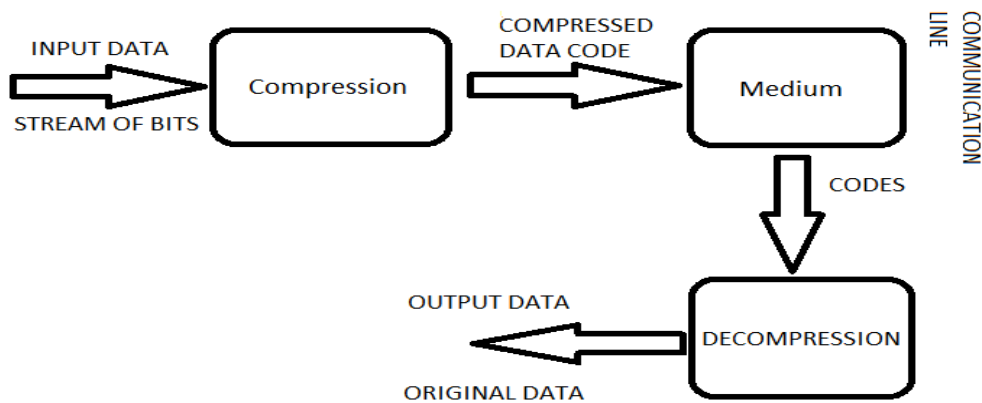 INPUT DATA
STREAM OF BITS
Compression
COMPRESSED
DATA CODE
Medium
COMMUNICATION
LINE
CODES
DECOMPRESSION
OUTPUT DATA
ORIGINAL DATA